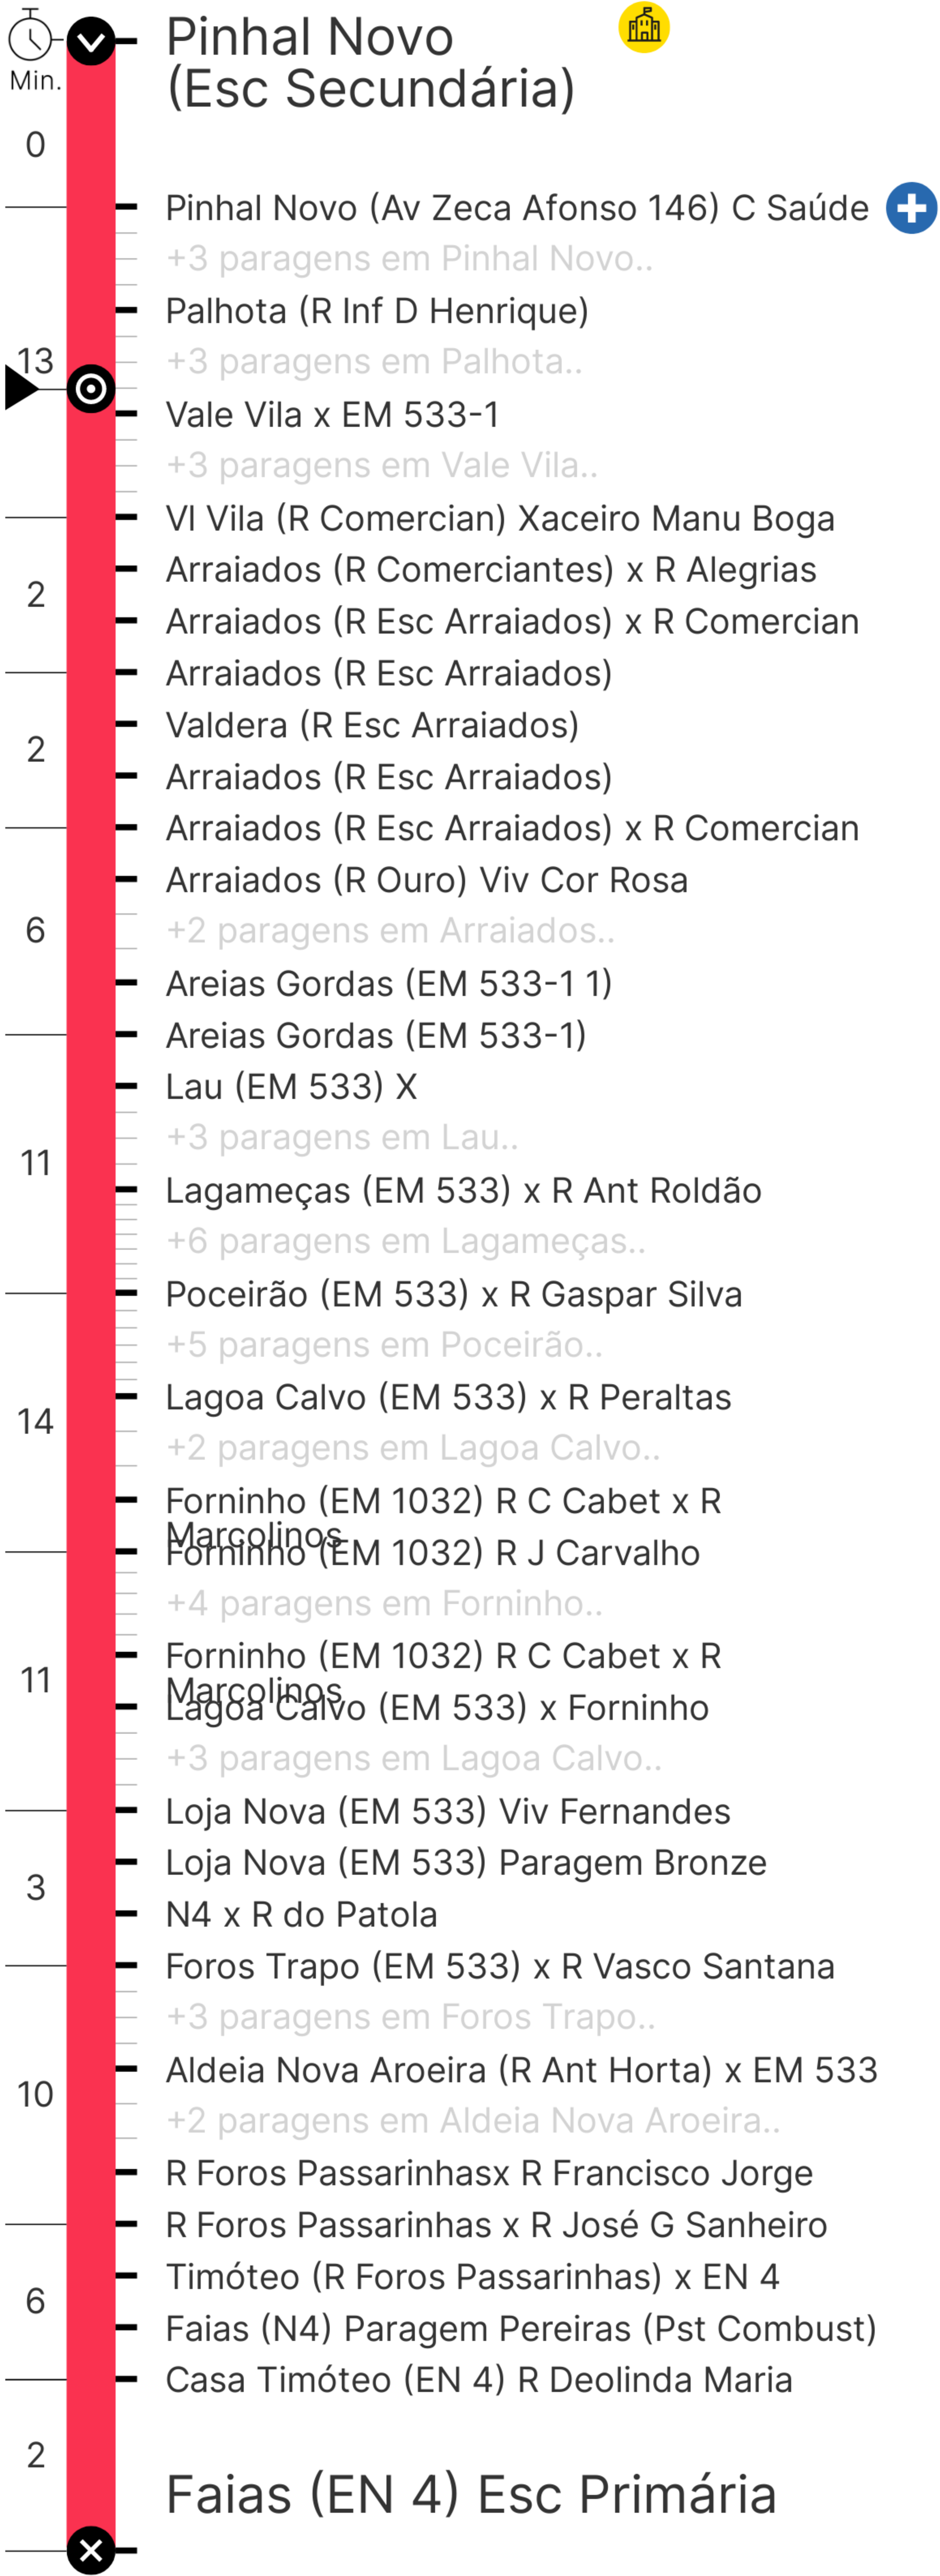 Pinhal Novo
(Esc Secundária)
Min.
0
Pinhal Novo (Av Zeca Afonso 146) C Saúde
+3 paragens em Pinhal Novo..
Palhota (R Inf D Henrique)
+3 paragens em Palhota..
13
Vale Vila x EM 533-1
+3 paragens em Vale Vila..
Vl Vila (R Comercian) Xaceiro Manu Boga
Arraiados (R Comerciantes) x R Alegrias
2
Arraiados (R Esc Arraiados) x R Comercian
Arraiados (R Esc Arraiados)
Valdera (R Esc Arraiados)
2
Arraiados (R Esc Arraiados)
Arraiados (R Esc Arraiados) x R Comercian
Arraiados (R Ouro) Viv Cor Rosa
6
+2 paragens em Arraiados..
Areias Gordas (EM 533-1 1)
Areias Gordas (EM 533-1)
Lau (EM 533) X
+3 paragens em Lau..
11
Lagameças (EM 533) x R Ant Roldão
+6 paragens em Lagameças..
Poceirão (EM 533) x R Gaspar Silva
+5 paragens em Poceirão..
Lagoa Calvo (EM 533) x R Peraltas
14
+2 paragens em Lagoa Calvo..
Forninho (EM 1032) R C Cabet x R
Marcolinos
Forninho (EM 1032) R J Carvalho
+4 paragens em Forninho..
Forninho (EM 1032) R C Cabet x R
Marcolinos
11
Lagoa Calvo (EM 533) x Forninho
+3 paragens em Lagoa Calvo..
Loja Nova (EM 533) Viv Fernandes
Loja Nova (EM 533) Paragem Bronze
3
N4 x R do Patola
Foros Trapo (EM 533) x R Vasco Santana
+3 paragens em Foros Trapo..
Aldeia Nova Aroeira (R Ant Horta) x EM 533
10
+2 paragens em Aldeia Nova Aroeira..
R Foros Passarinhasx R Francisco Jorge
R Foros Passarinhas x R José G Sanheiro
Timóteo (R Foros Passarinhas) x EN 4
6
Faias (N4) Paragem Pereiras (Pst Combust)
Casa Timóteo (EN 4) R Deolinda Maria
2
Faias (EN 4) Esc Primária